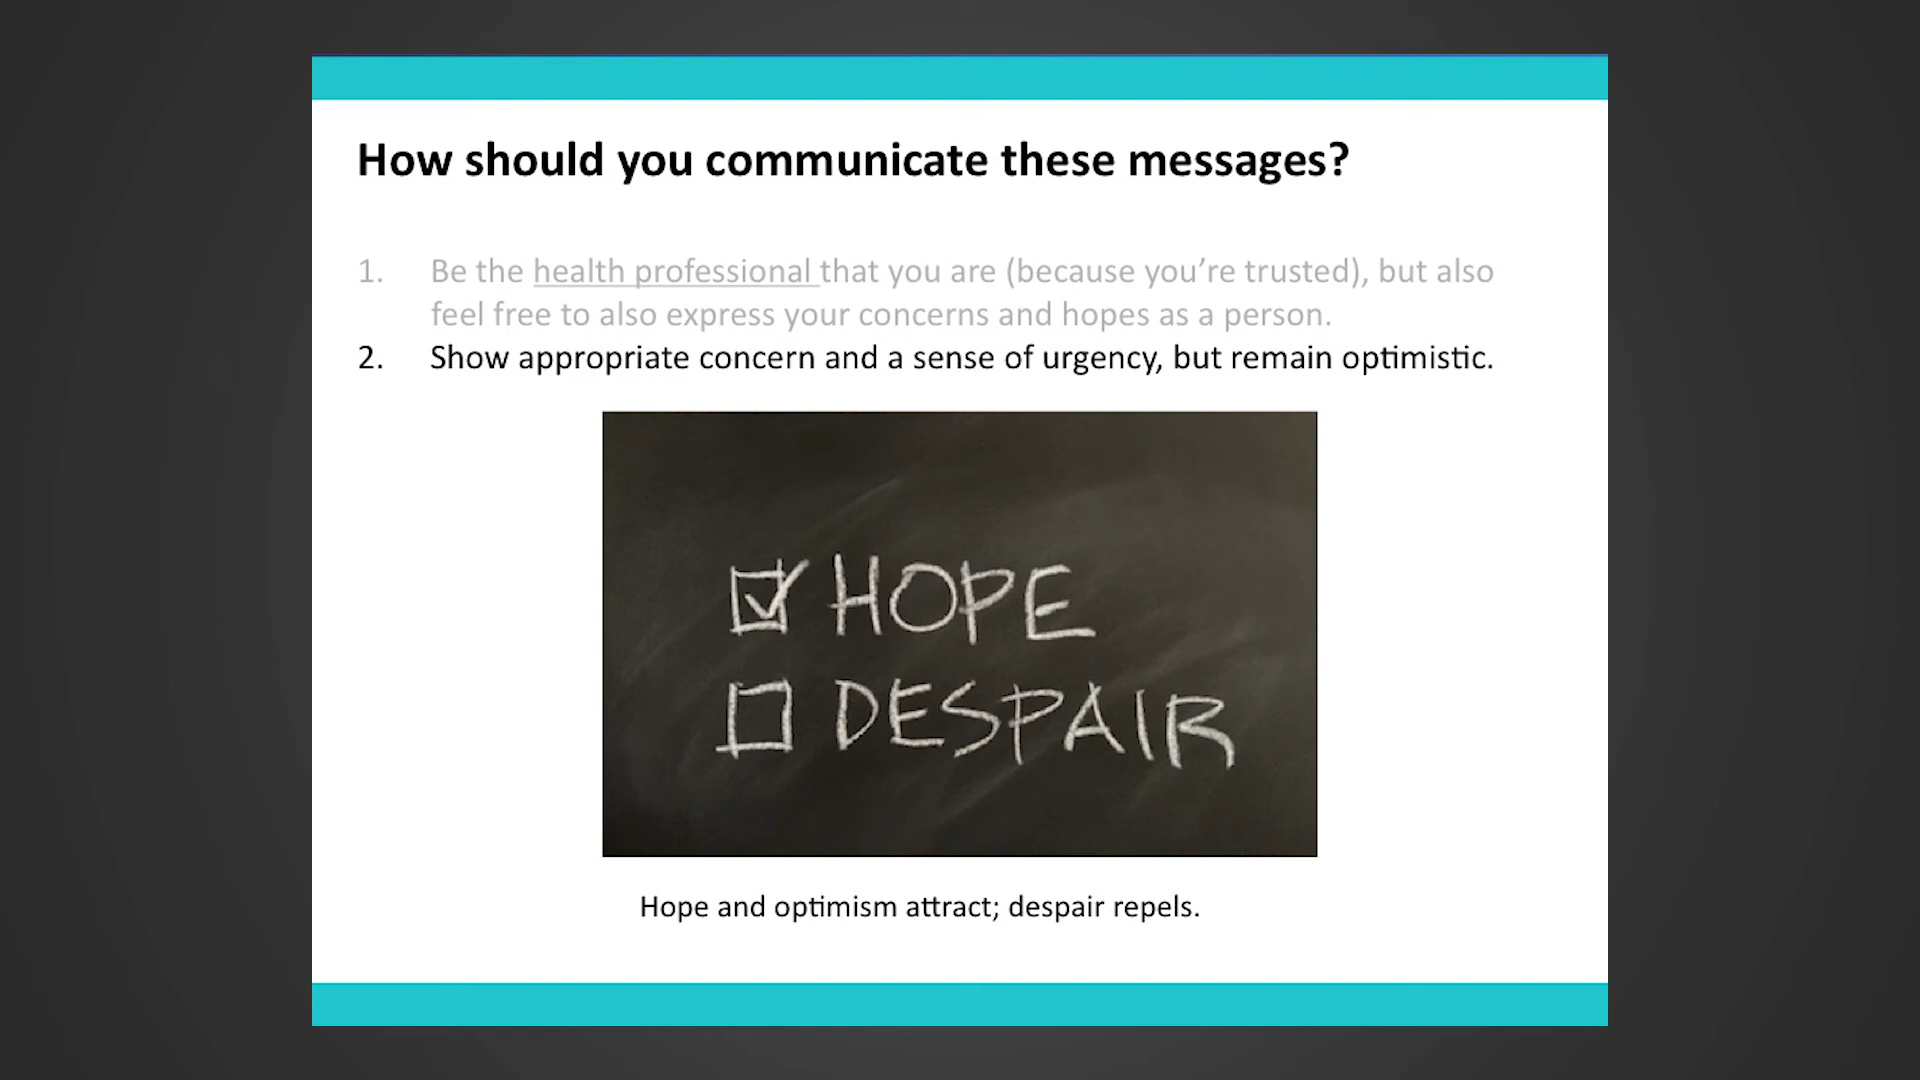 How should you communicate these messages?
1. Be the health professional that you are (because you’re trusted), but also
feel free to also express your concerns and hopes as a person.
2. Show appropriate concern and a sense of urgency, but remain optimistic.
HOPE
DESPAIR
Hope and optimism attract; despair repels.